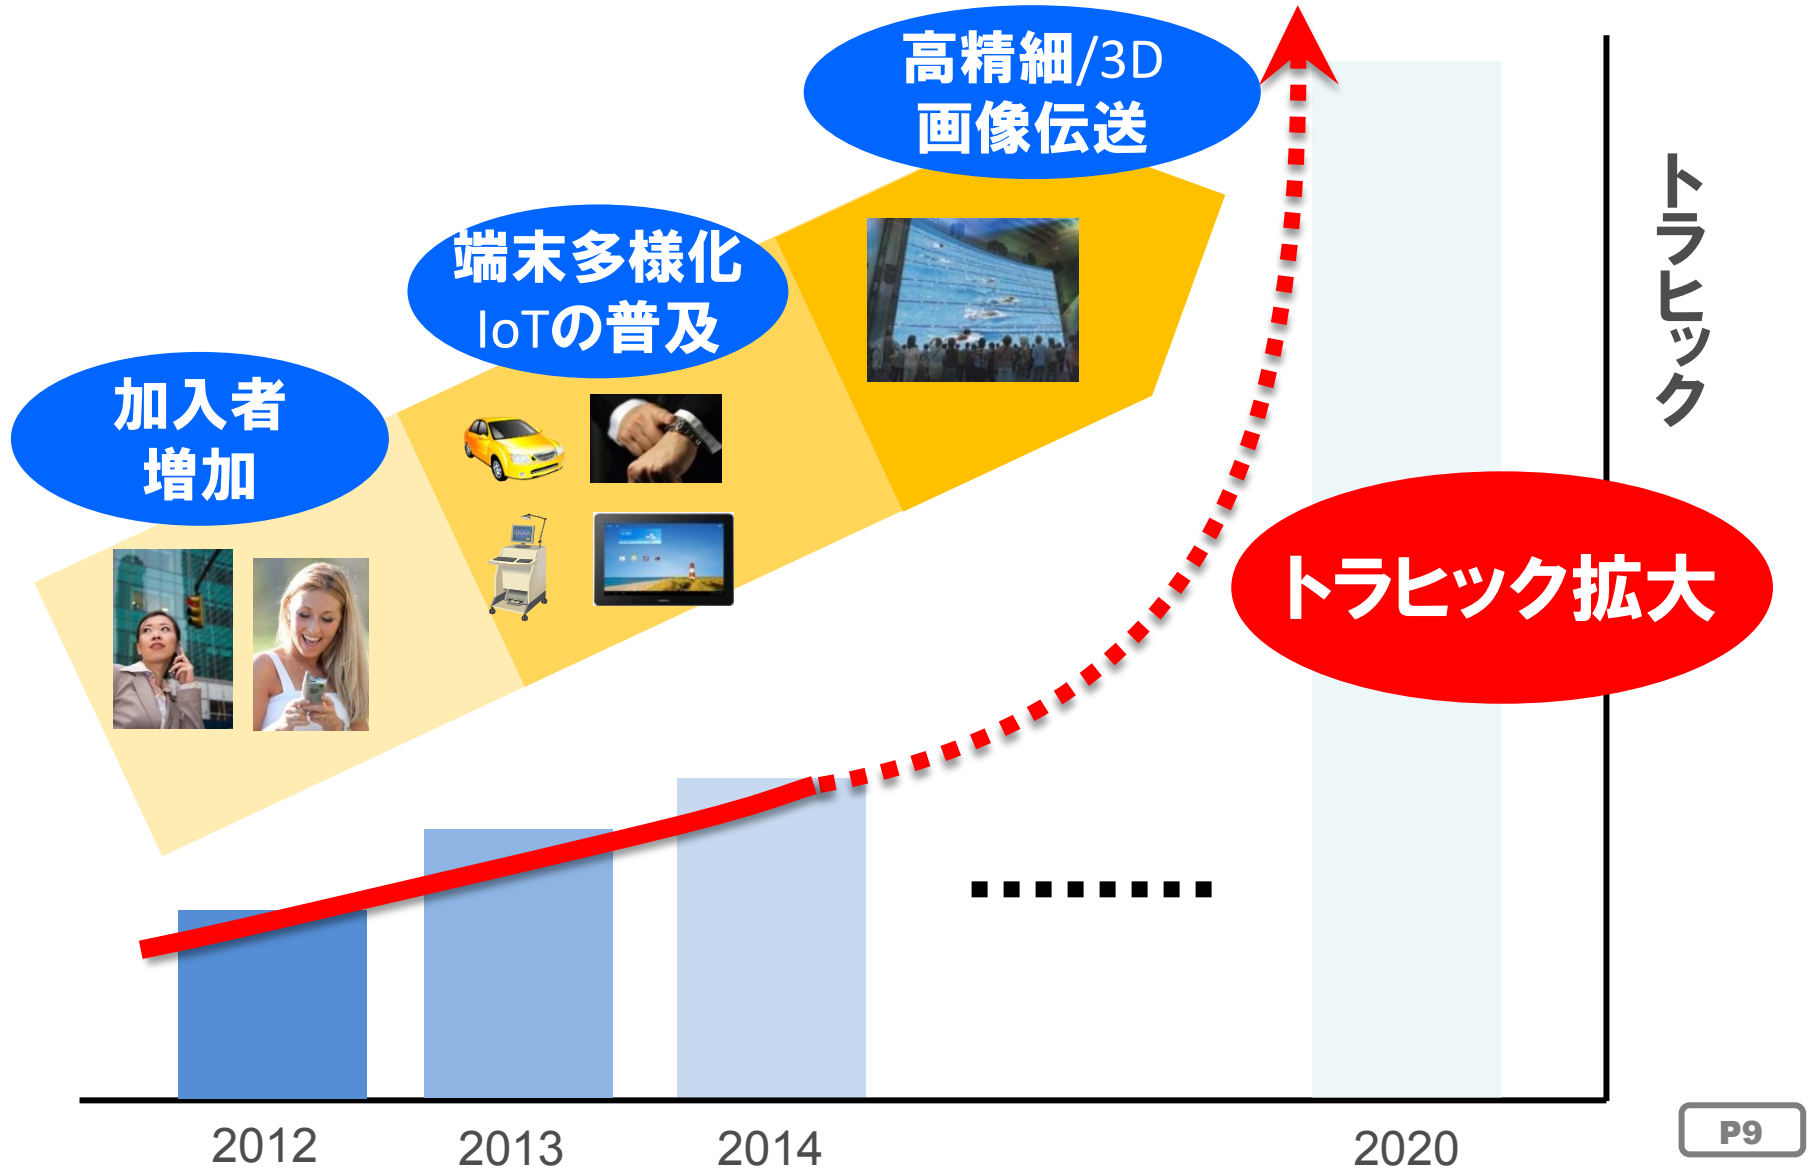 高精細/3D
画像伝送
端末多様化
IoTの普及
加入者
増加
トラヒック
トラヒック拡大
2012
2013
2014
2020
P9